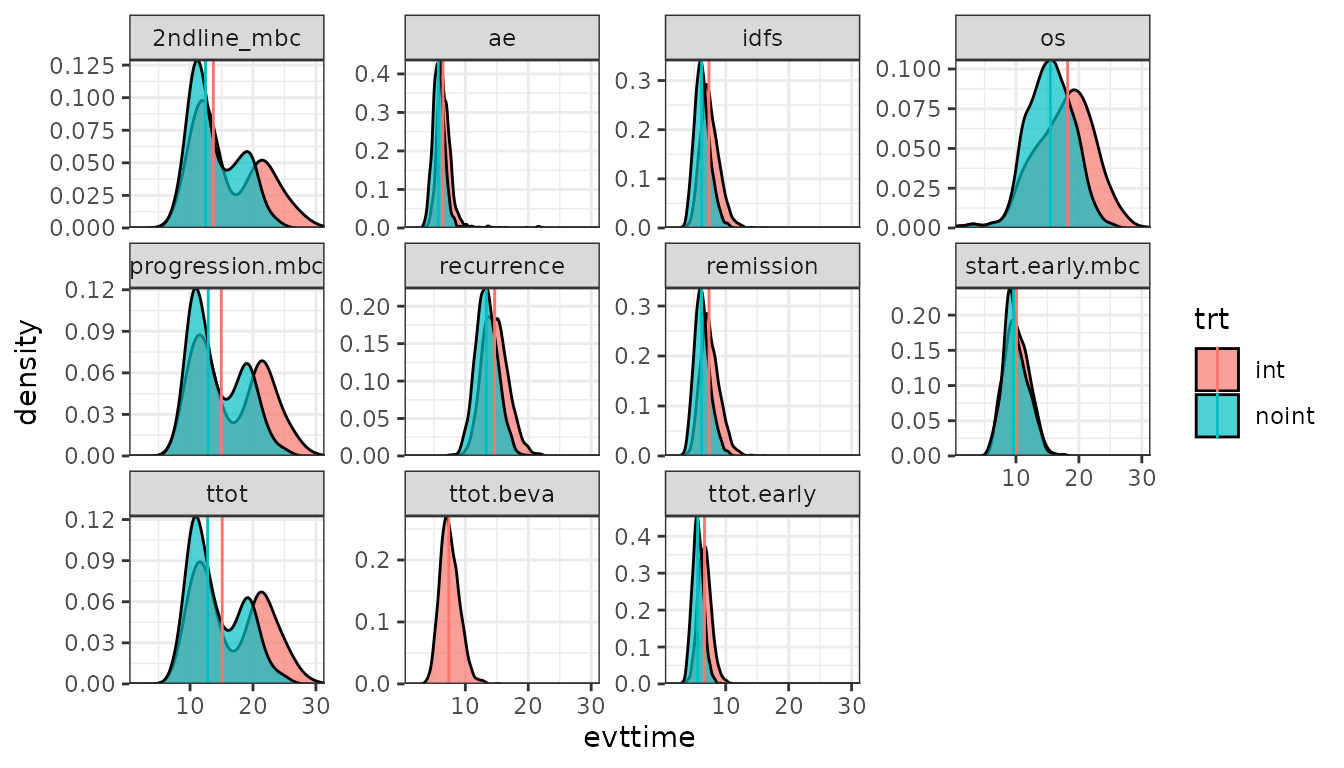 2ndline_mbc
ae
idfs
os
0.125
0.100
0.075
0.050
0.025
0.000
0.4
0.3
0.2
0.1
0.0
0.3
0.2
0.1
0.0
0.100
0.075
0.050
0.025
0.000
progression.mbc
recurrence
remission
start.early.mbc
0.12
0.09
0.06
0.03
0.00
0.20
0.15
0.10
0.05
0.00
0.3
0.2
0.1
0.0
0.20
0.15
0.10
0.05
0.00
10 20 30
ttot
ttot.beva
ttot.early
0.12
0.09
0.06
0.03
0.00
0.2
0.1
0.0
0.4
0.3
0.2
0.1
0.0
10 20 30
10 20 30
10 20 30
evttime
density
trt
int
noint